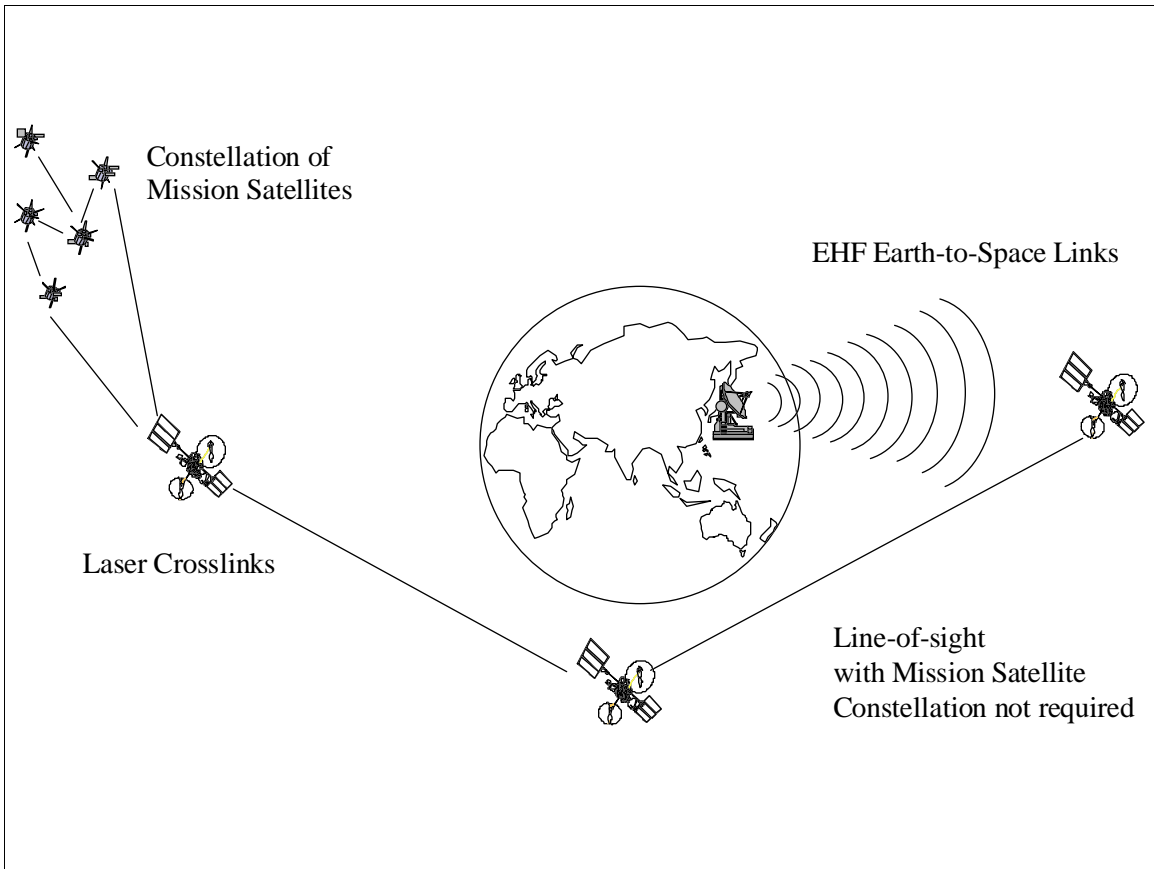 Constellation of
Mission Satellites
EHF Earth-to-Space Links
Laser Crosslinks
Line-of-sight
with Mission Satellite
Constellation not required